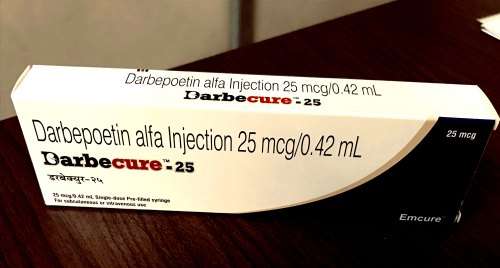 Darbepoetin alfa Injection 25 mcg/0.42 mL
Darbecure™-25
Darbepoetin alfa Injection 25 mcg/0.42 mL
25 mcg
Darbecure™-25
डारबेक्युर-२५
25 mcg/0.42 mL Single-dose Pre-filled syringe
For subcutaneous or intravenous use
Emcure